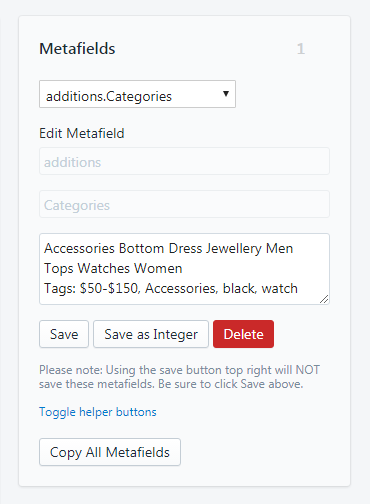 Metafields 1
additions.Categories
Edit Metafield
additions
Categories
Accessories Bottom Dress Jewellery Men
Tops Watches Women
Tags: $50-$150, Accessories, black, watch
Save Save as Integer Delete
Please note: Using the save button top right will NOT
save these metafields. Be sure to click Save above.
Toggle helper buttons
Copy All Metafields